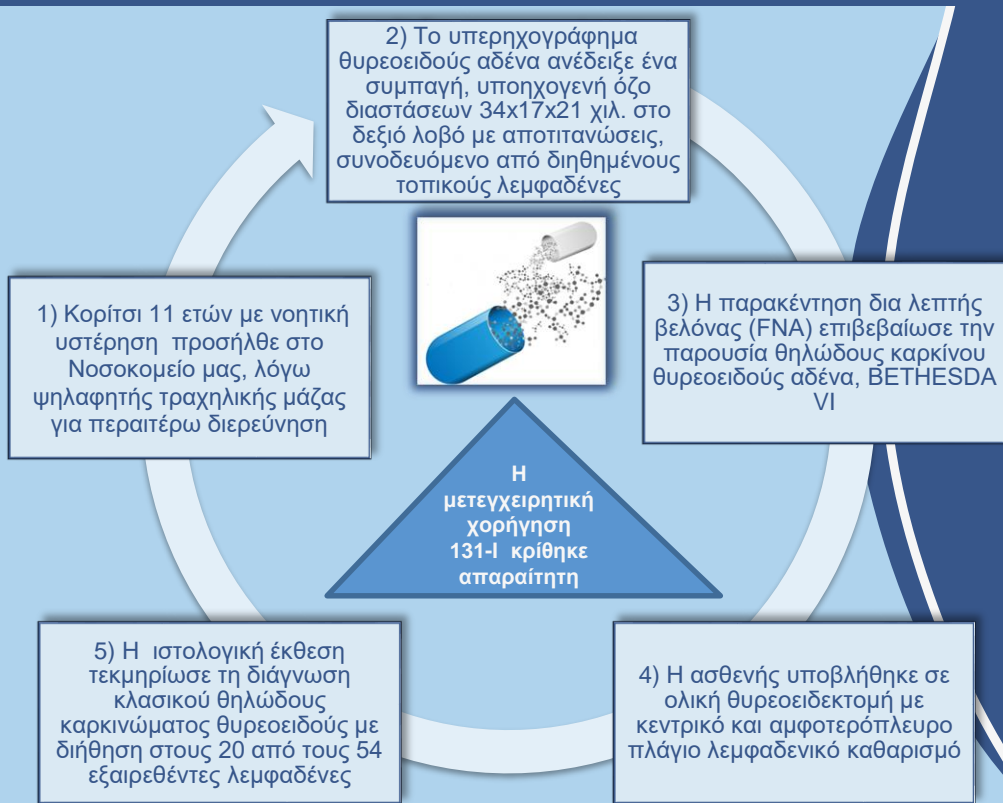 1) Κορίτσι 11 ετών με νοητική
υστέρηση προσήλθε στο
Νοσοκομείο μας, λόγω
ψηλαφητής τραχηλικής μάζας
για περαιτέρω διερεύνηση
2) Το υπερηχογράφημα
θυρεοειδούς αδένα ανέδειξε ένα
συμπαγή, υποηχογενή όζο
διαστάσεων 34x17x21 χιλ. στο
δεξιό λοβό με αποτιτανώσεις,
συνοδευόμενο από διηθημένους
τοπικούς λεμφαδένες
3) Η παρακέντηση δια λεπτής
βελόνας (FNA) επιβεβαίωσε την
παρουσία θηλώδους καρκίνου
θυρεοειδούς αδένα, BETHESDA
VI
4) Η ασθενής υποβλήθηκε σε
ολική θυρεοειδεκτομή με
κεντρικό και αμφοτερόπλευρο
πλάγιο λεμφαδενικό καθαρισμό
5) Η ιστολογική έκθεση
τεκμηρίωσε τη διάγνωση
κλασικού θηλώδους
καρκινώματος θυρεοειδούς με
διήθηση στους 20 από τους 54
εξαιρεθέντες λεμφαδένες
Η
μετεγχειρητική
χορήγηση
131-Ι κρίθηκε
απαραίτητη